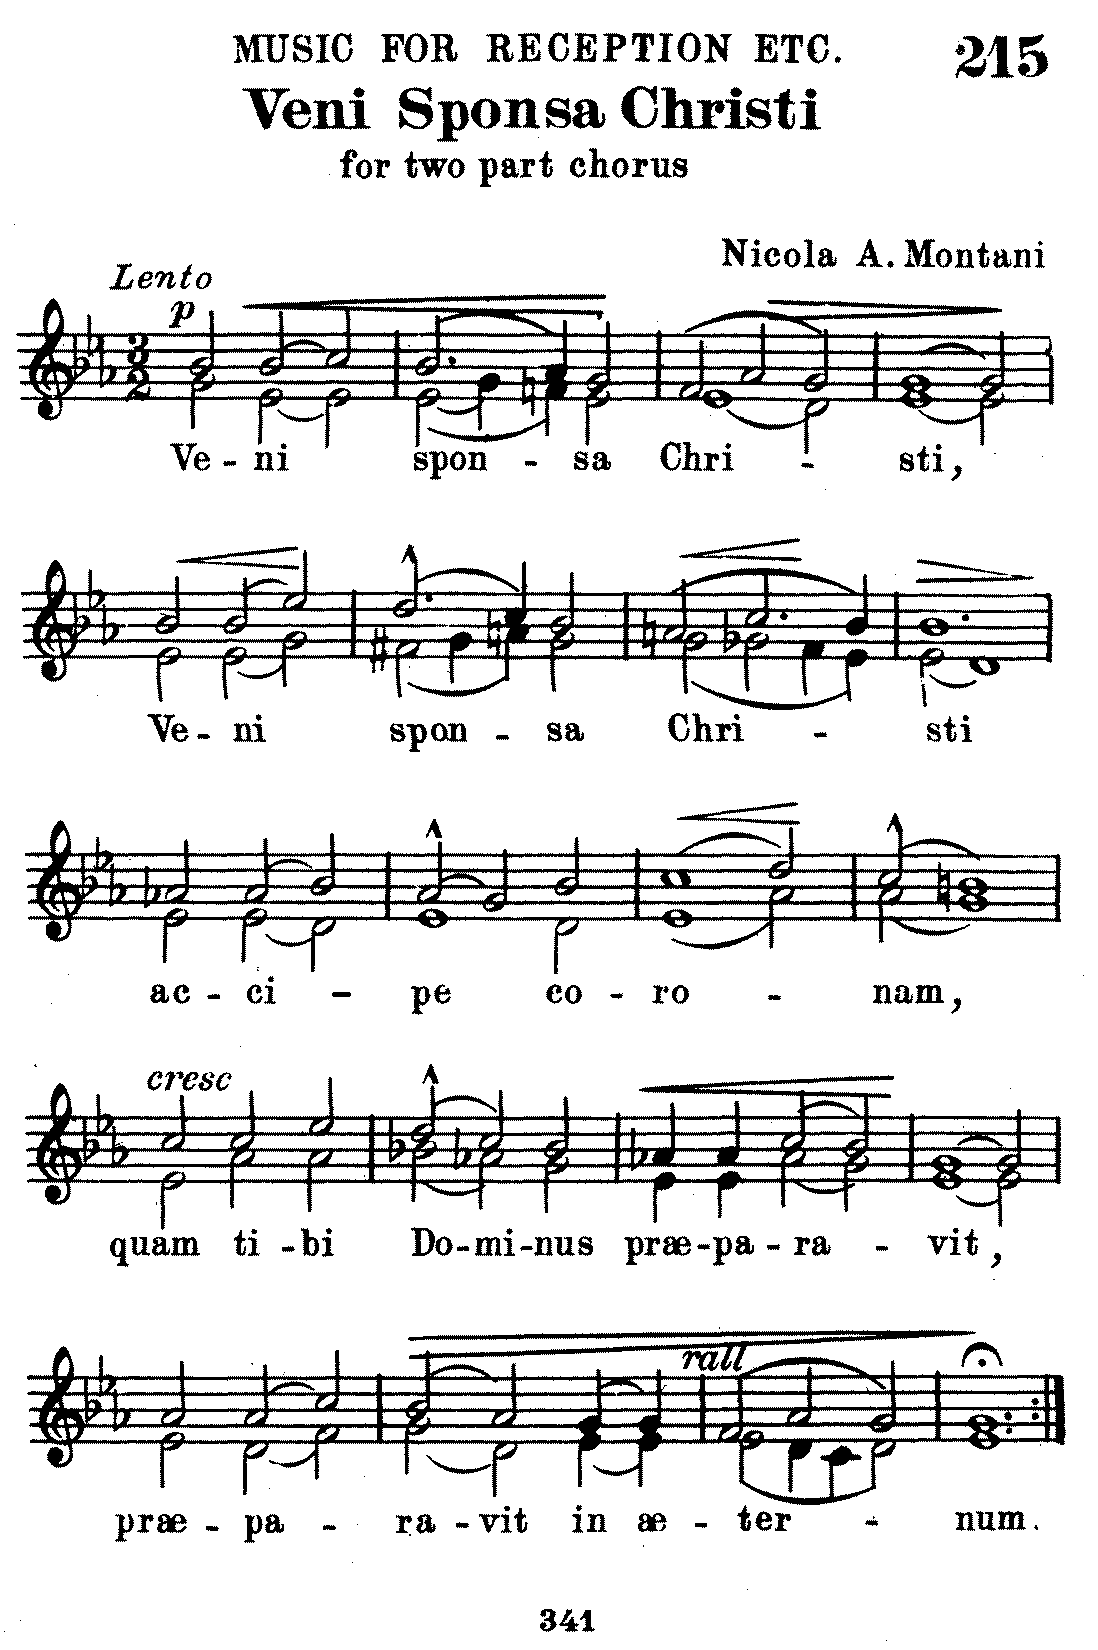 MUSIC FOR RECEPTION ETC. 215
Veni Sponsa Christi
for two part chorus
Nicola A. Montani
Lento
p
3
2
Ve - ni spon - sa Chri - sti,
Ve - ni spon - sa Chri - sti
ac - ci - pe co - ro - nam,
cresc
quam ti - bi Do - mi - nus præ - pa - ra - vit,
rall
præ - pa - ra - vit in æ - ter - num.
341